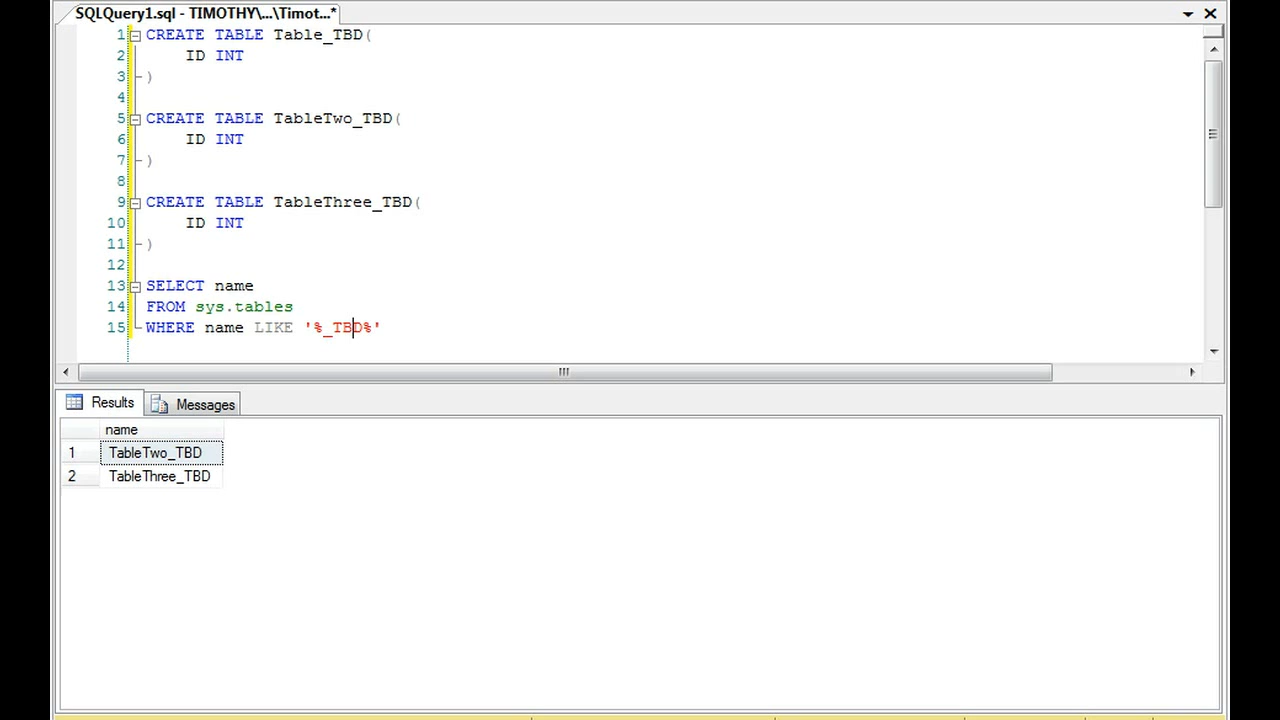 SQLQuery1.sql - TIMOTHY\...\Timot...*
1 CREATE TABLE Table_TBD(
2 ID INT
3 )
4
5 CREATE TABLE TableTwo_TBD(
6 ID INT
7 )
8
9 CREATE TABLE TableThree_TBD(
10 ID INT
11 )
12
13 SELECT name
14 FROM sys.tables
15 WHERE name LIKE '%_TBD%'
Results Messages
name
1 TableTwo_TBD
2 TableThree_TBD